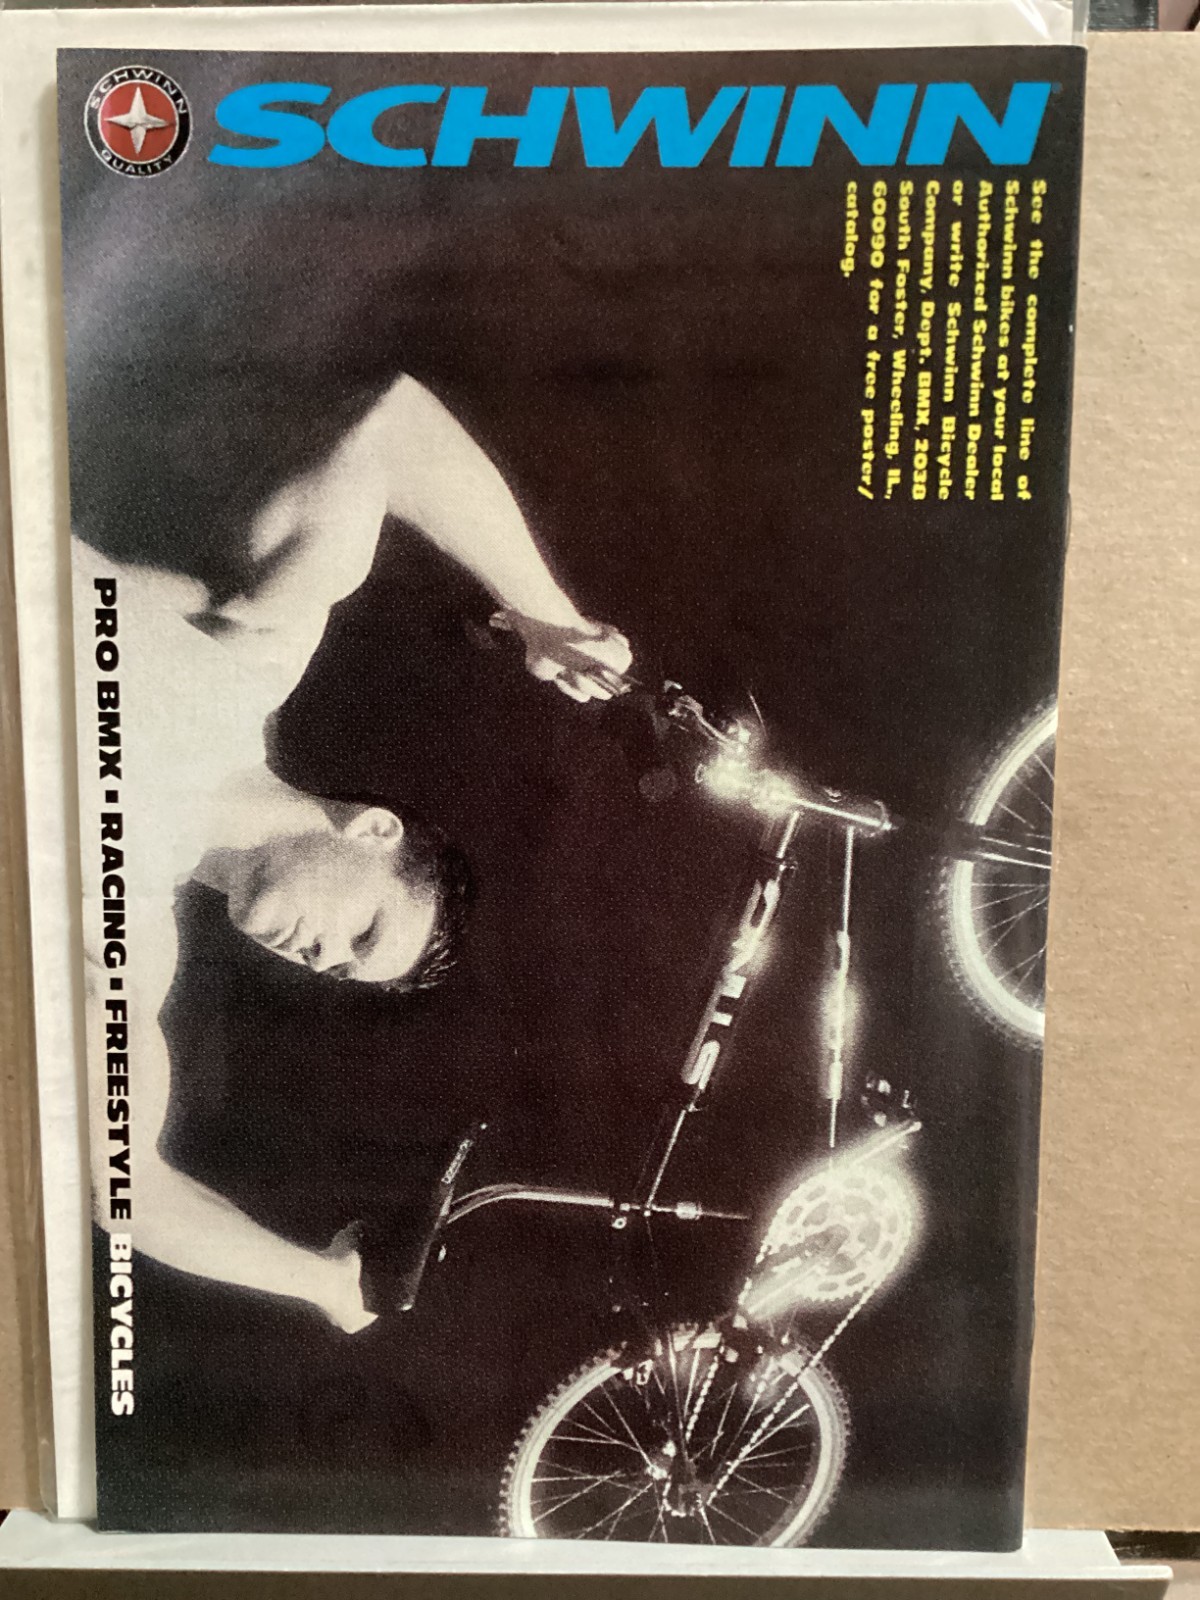 SCHWINN
QUALITY
SCHWINN
See the complete line of
Schwinn bikes at your local
Authorized Schwinn Dealer
or write Schwinn Bicycle
Company, Dept. BMX, 2038
South Foster, Wheeling, IL,
60090 for a free poster/
catalog.
PRO BMX ▪ RACING ▪ FREESTYLE BICYCLES